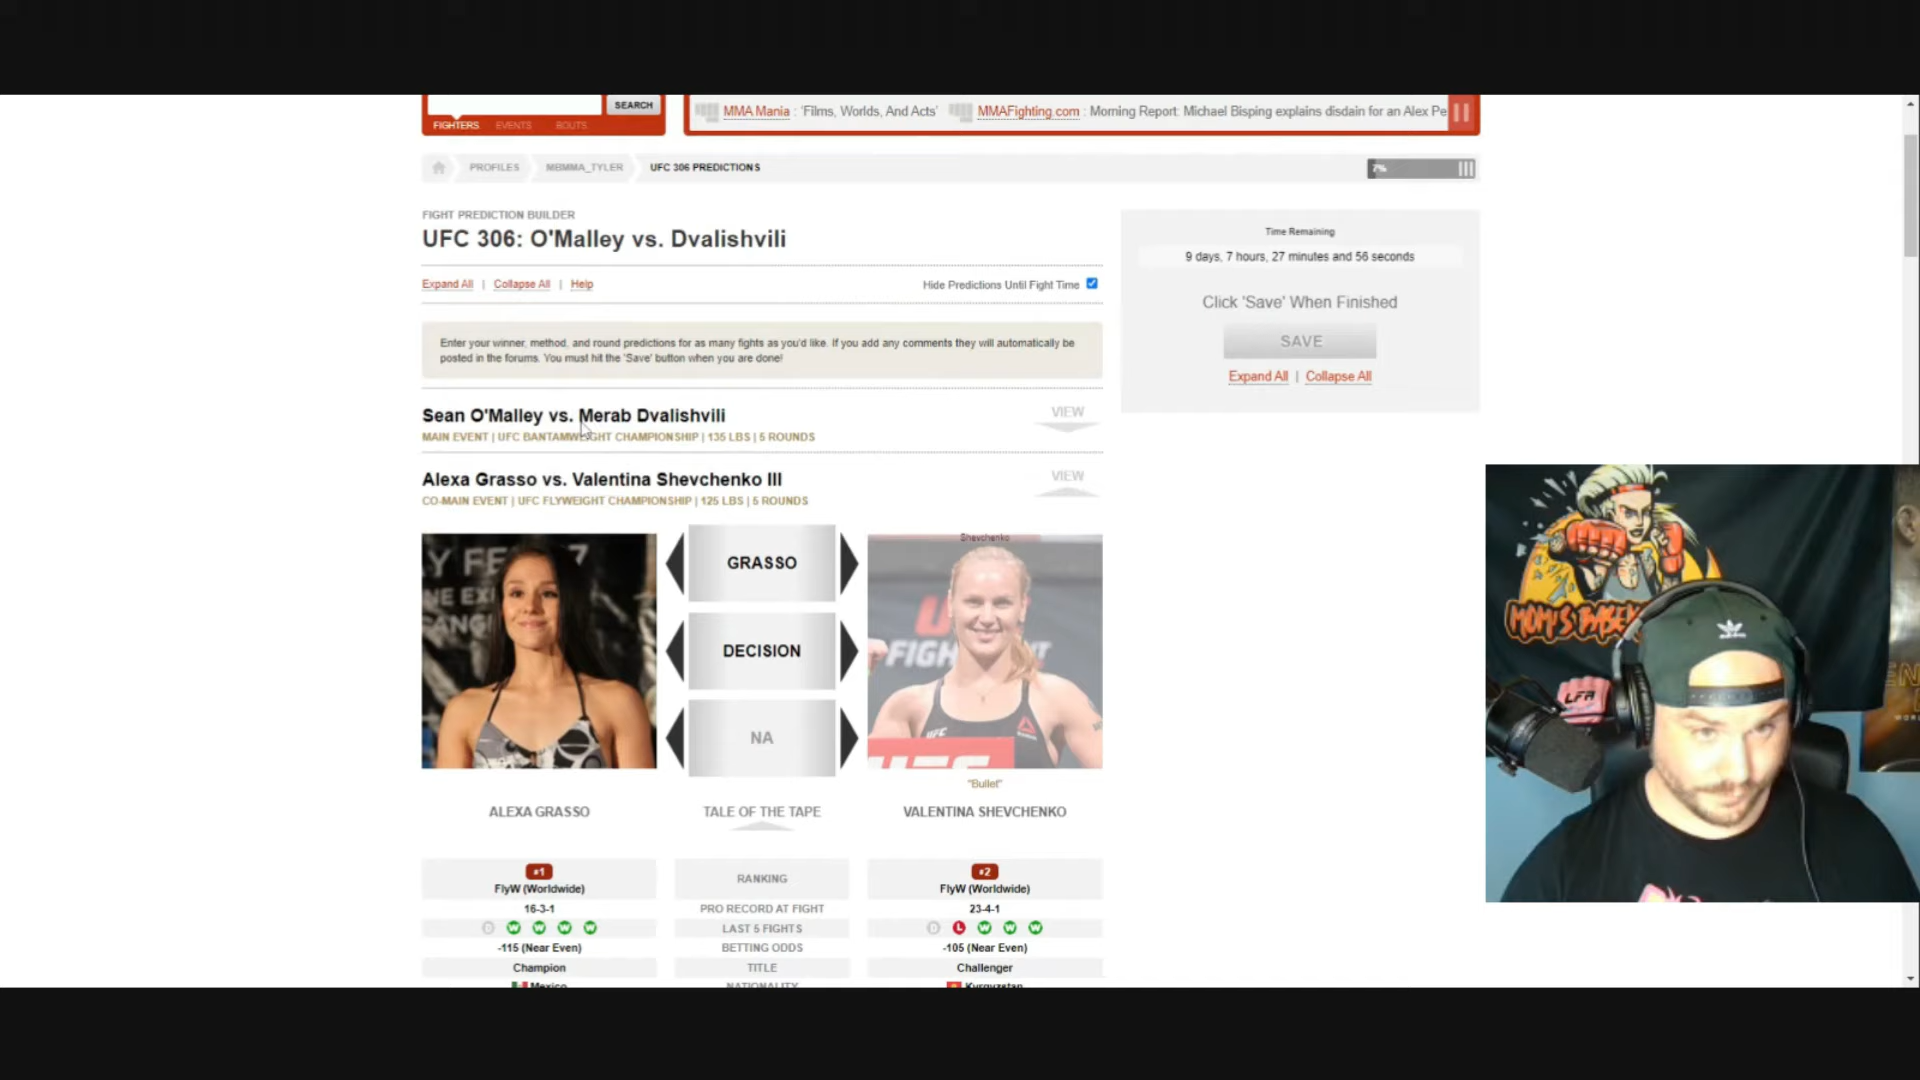 SEARCH
FIGHTERS EVENTS BOUTS
MMA Mania : 'Films, Worlds, And Acts' MMAFighting.com : Morning Report: Michael Bisping explains disdain for an Alex Pe
PROFILES MBMMA_TYLER UFC 306 PREDICTIONS
7%
FIGHT PREDICTION BUILDER
UFC 306: O'Malley vs. Dvalishvili
Expand All | Collapse All | Help
Hide Predictions Until Fight Time
Time Remaining
9 days, 7 hours, 27 minutes and 56 seconds
Click 'Save' When Finished
SAVE
Expand All | Collapse All
Enter your winner, method, and round predictions for as many fights as you'd like. If you add any comments they will automatically be
posted in the forums. You must hit the 'Save' button when you are done!
Sean O'Malley vs. Merab Dvalishvili
VIEW
MAIN EVENT | UFC BANTAMWEIGHT CHAMPIONSHIP | 135 LBS | 5 ROUNDS
Alexa Grasso vs. Valentina Shevchenko III
VIEW
CO-MAIN EVENT | UFC FLYWEIGHT CHAMPIONSHIP | 125 LBS | 5 ROUNDS
Shevchenko
GRASSO
DECISION
NA
"Bullet"
ALEXA GRASSO TALE OF THE TAPE VALENTINA SHEVCHENKO
#1 RANKING #2
FlyW (Worldwide) FlyW (Worldwide)
16-3-1 PRO RECORD AT FIGHT 23-4-1
D W W W W LAST 5 FIGHTS D L W W W
-115 (Near Even) BETTING ODDS -105 (Near Even)
Champion TITLE Challenger
Mexico NATIONALITY Kyrgyzstan
MOM'S
LFA